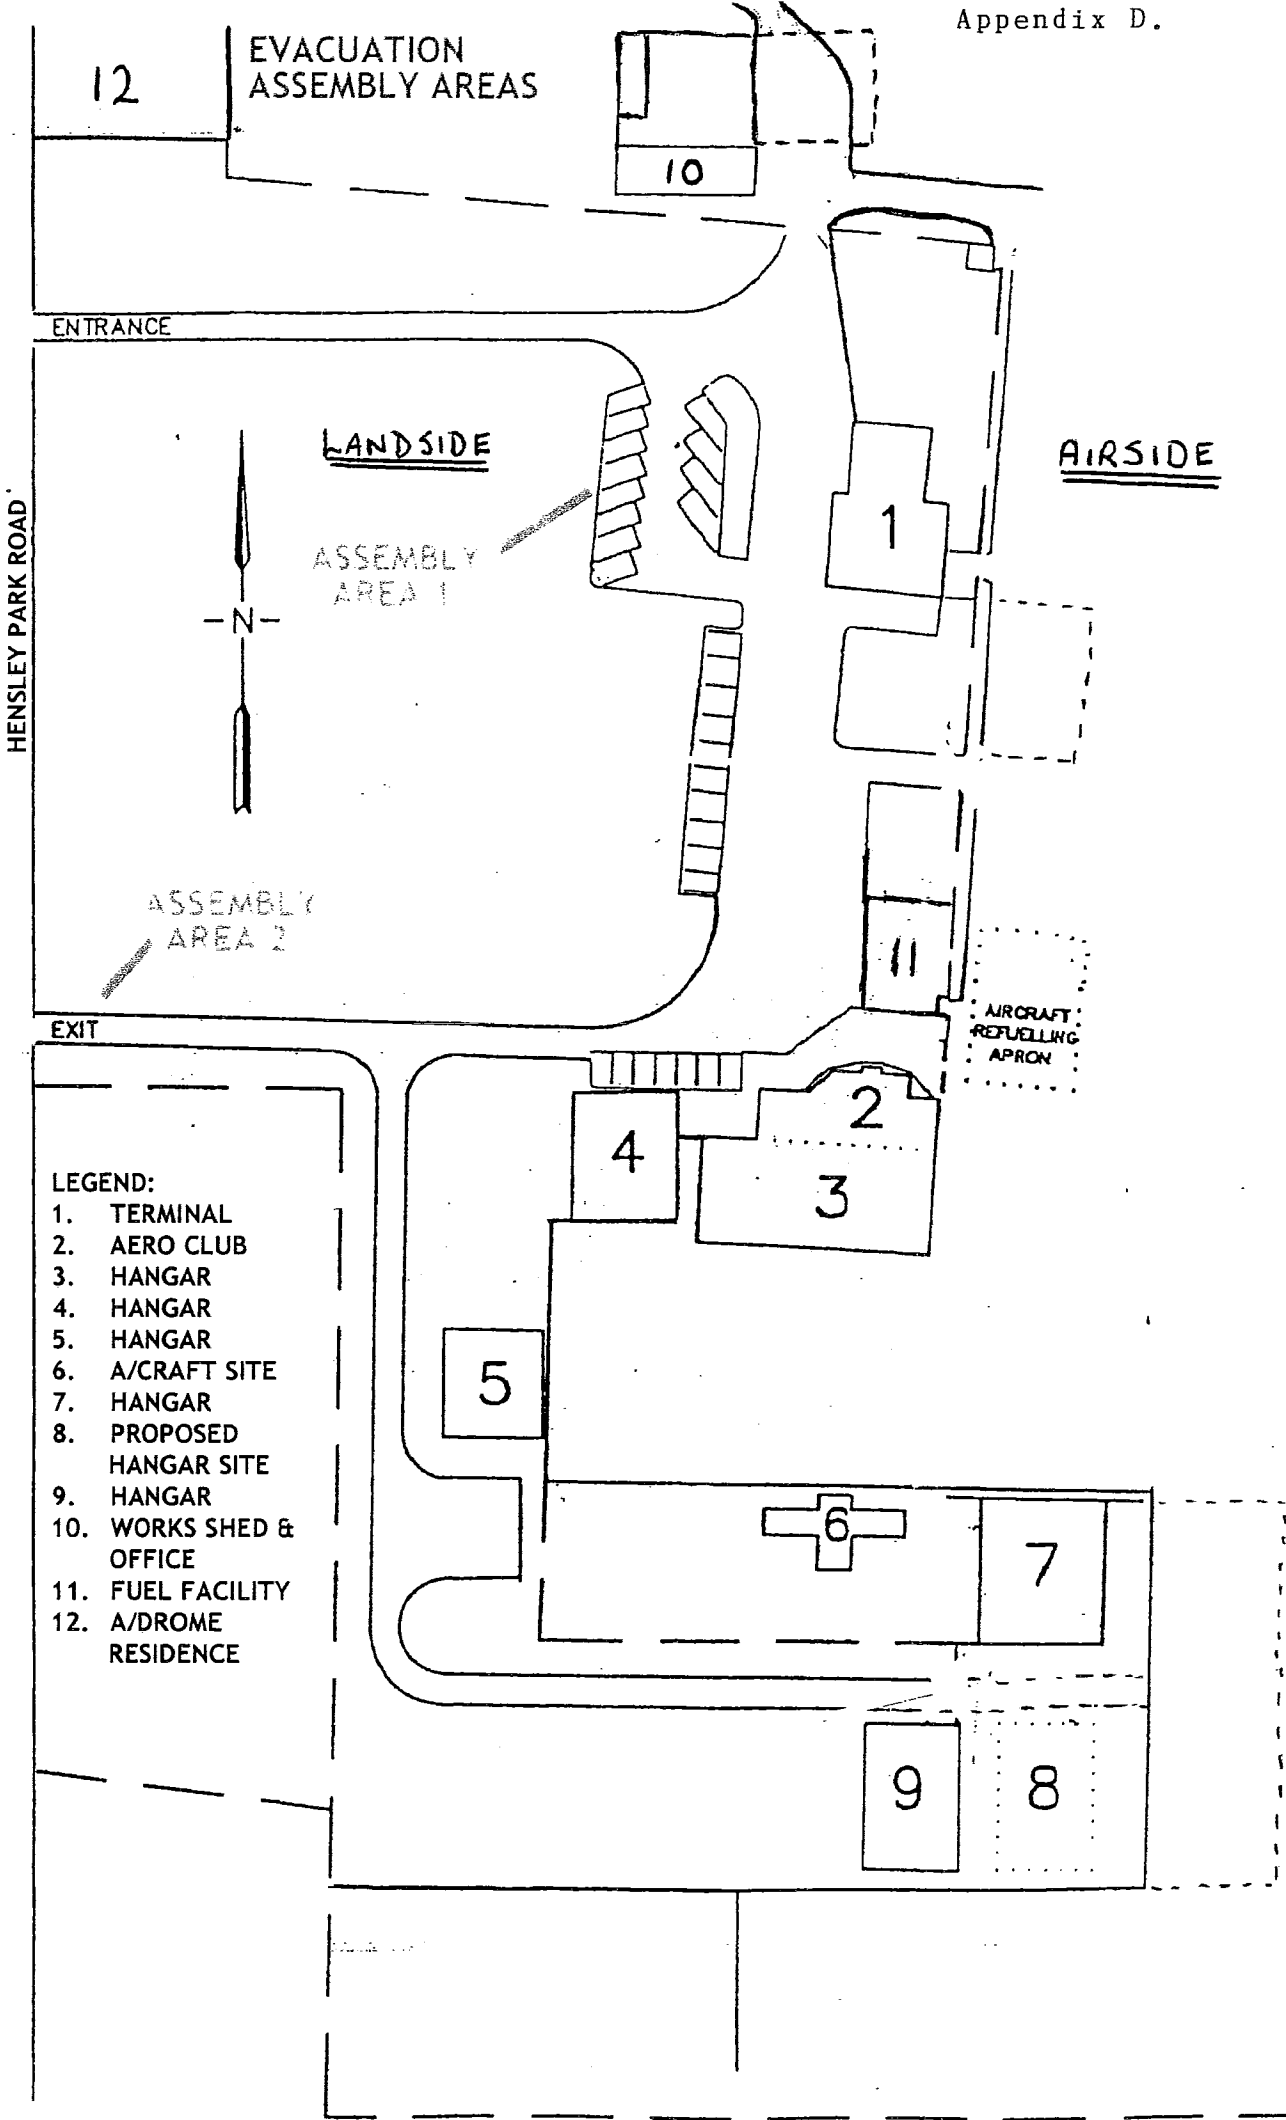 Appendix D.
EVACUATION
ASSEMBLY AREAS
12
10
ENTRANCE
LANDSIDE
AIRSIDE
1
ASSEMBLY
AREA 1
HENSLEY PARK ROAD
-N-
ASSEMBLY
AREA 2
11
AIRCRAFT
REFUELLING
APRON
EXIT
2
4
3
LEGEND:
1. TERMINAL
2. AERO CLUB
3. HANGAR
4. HANGAR
5. HANGAR
6. A/CRAFT SITE
7. HANGAR
8. PROPOSED
HANGAR SITE
9. HANGAR
10. WORKS SHED &
OFFICE
11. FUEL FACILITY
12. A/DROME
RESIDENCE
5
6
7
9
8